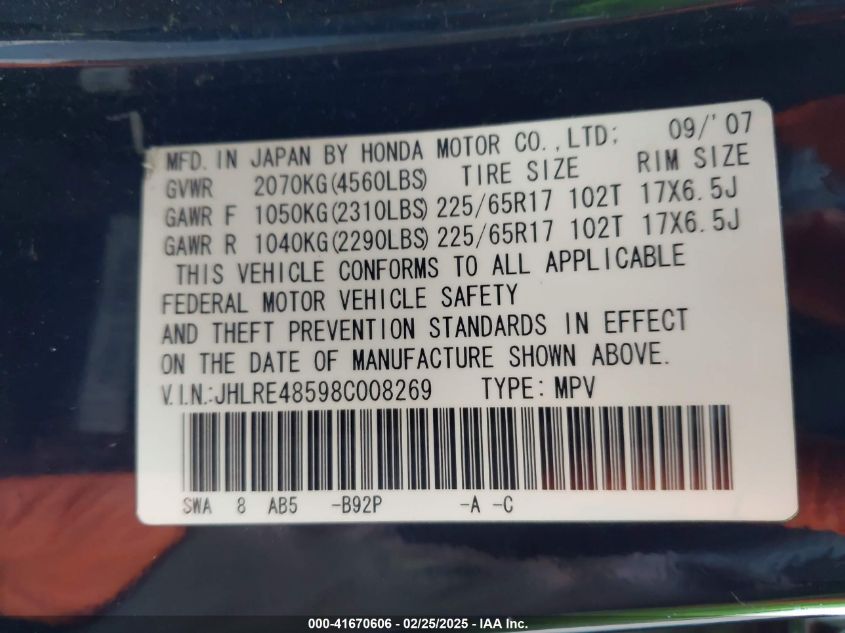 MFD. IN JAPAN BY HONDA MOTOR CO.,LTD; 09/'07
GVWR 2070KG(4560LBS) TIRE SIZE RIM SIZE
GAWR F 1050KG(2310LBS) 225/65R17 102T 17X6.5J
GAWR R 1040KG(2290LBS) 225/65R17 102T 17X6.5J
THIS VEHICLE CONFORMS TO ALL APPLICABLE
FEDERAL MOTOR VEHICLE SAFETY
AND THEFT PREVENTION STANDARDS IN EFFECT
ON THE DATE OF MANUFACTURE SHOWN ABOVE.
V.I.N.:JHLRE48598C008269 TYPE: MPV
SWA 8 AB5 -B92P -A -C
000-41670606 - 02/25/2025 - IAA Inc.